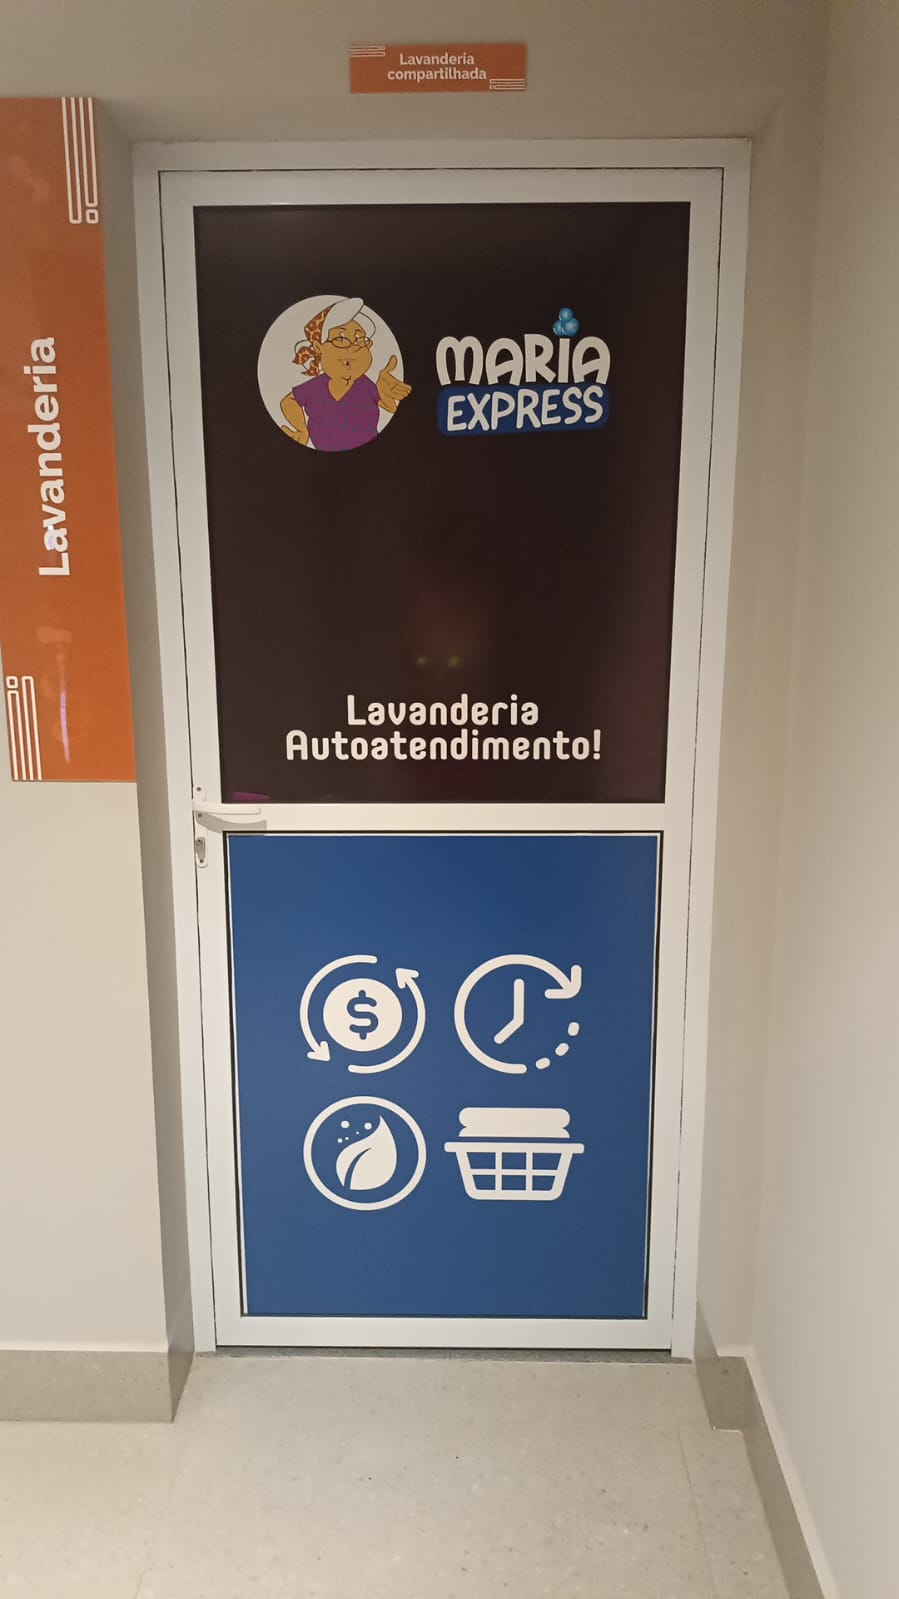 Lavanderia
compartilhada
Lavanderia
MARIA
EXPRESS
Lavanderia
Autoatendimento!
$